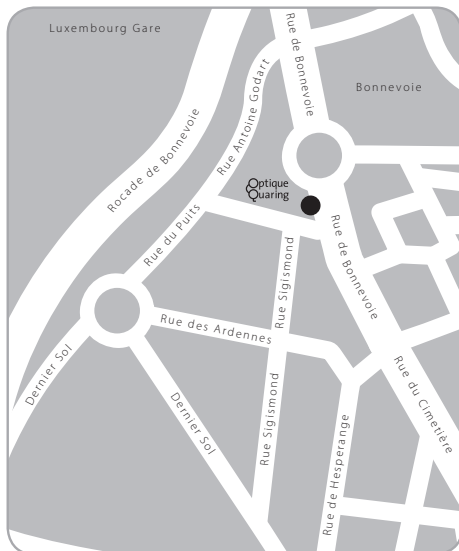 Luxembourg Gare
Rue de Bonnevoie
Bonnevoie
Rue Antoine Godart
Rocade de Bonnevoie
Optique
Quaring
Rue du Puits
Rue de Bonnevoie
Rue Sigismond
Rue des Ardennes
Dernier Sol
Rue du Cimetière
Dernier Sol
Rue Sigismond
Rue de Hesperange